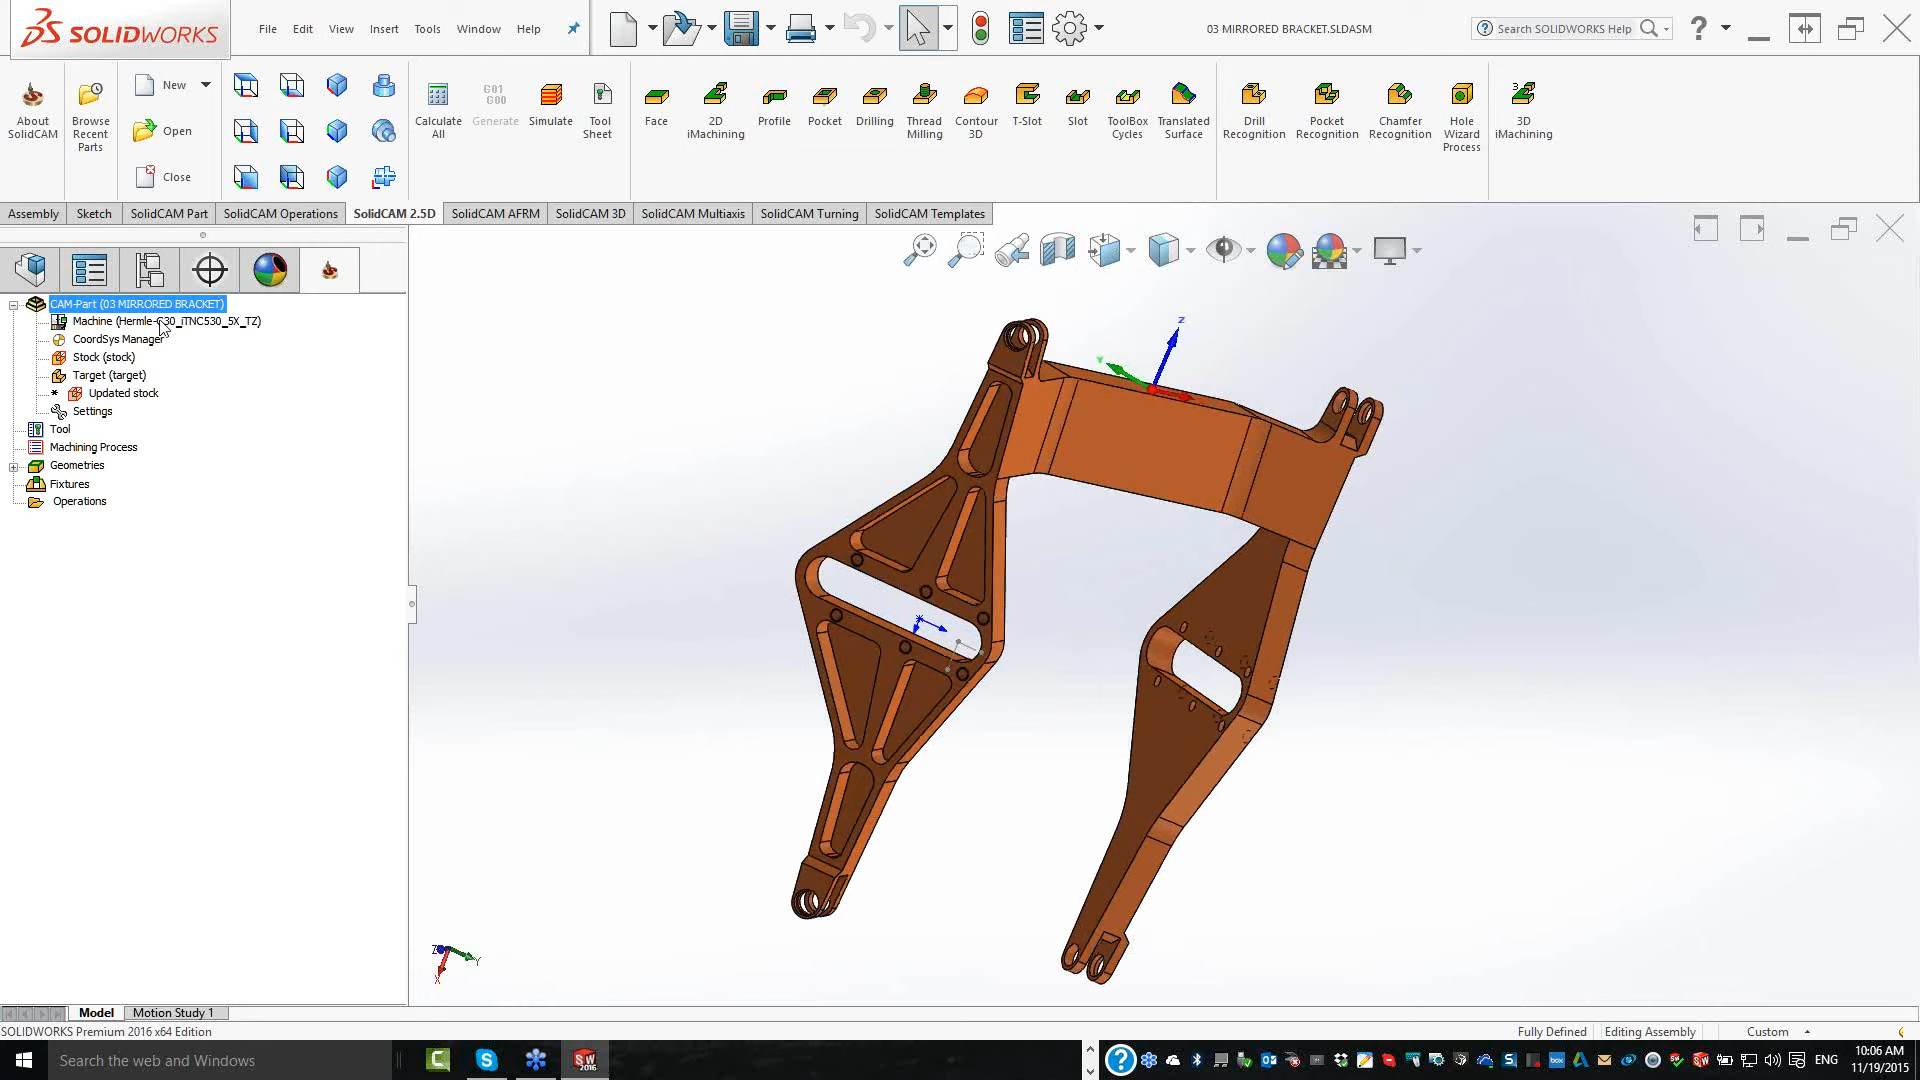 SOLIDWORKS
File Edit View Insert Tools Window Help
03 MIRRORED BRACKET.SLDASM
Search SOLIDWORKS Help
About SolidCAM
Browse Recent Parts
New
Open
Close
Calculate All
G01 G00
Generate
Simulate
Tool Sheet
Face
2D iMachining
Profile
Pocket
Drilling
Thread Milling
Contour 3D
T-Slot
Slot
ToolBox Cycles
Translated Surface
Drill Recognition
Pocket Recognition
Chamfer Recognition
Hole Wizard Process
3D iMachining
Assembly Sketch SolidCAM Part SolidCAM Operations SolidCAM 2.5D SolidCAM AFRM SolidCAM 3D SolidCAM Multiaxis SolidCAM Turning SolidCAM Templates
CAM-Part (03 MIRRORED BRACKET)
Machine (Hermle-C30_iTNC530_5X_TZ)
CoordSys Manager
Stock (stock)
Target (target)
* Updated stock
Settings
Tool
Machining Process
Geometries
Fixtures
Operations
Z
Y
Z
Y
X
Model Motion Study 1
SOLIDWORKS Premium 2016 x64 Edition
Fully Defined Editing Assembly Custom
Search the web and Windows
SW 2016
ENG
10:06 AM
11/19/2015